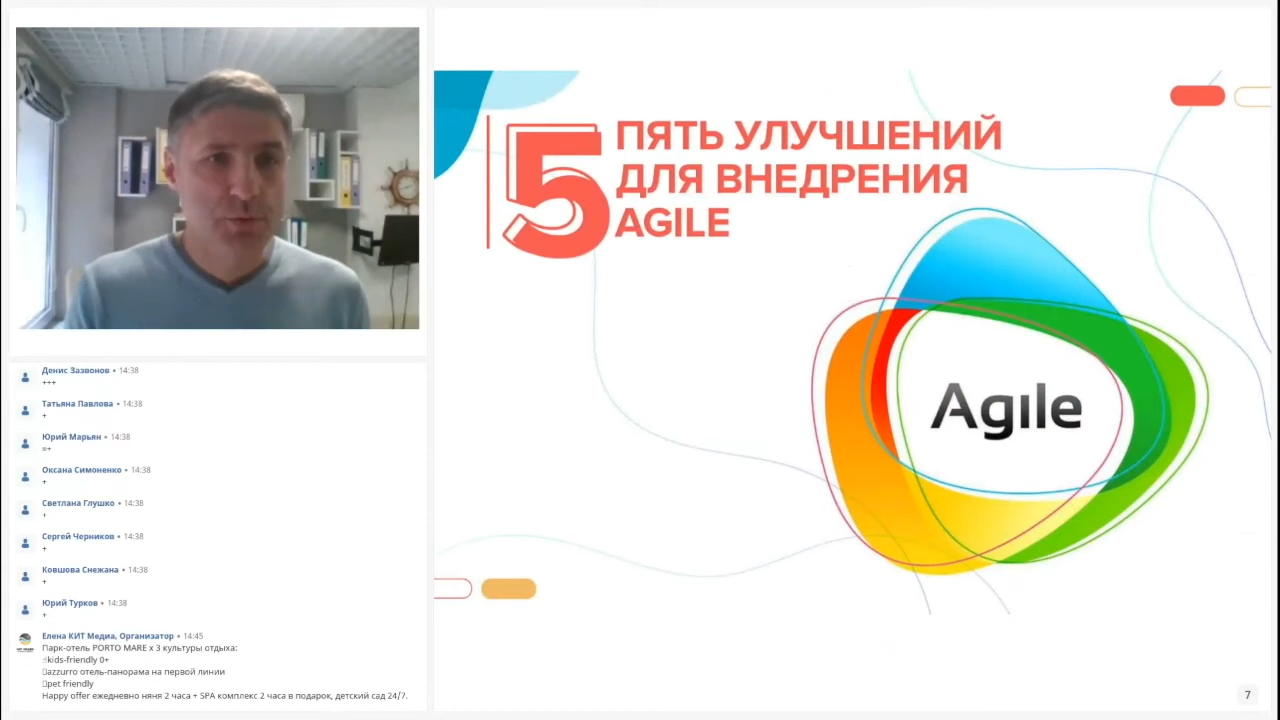 5
ПЯТЬ УЛУЧШЕНИЙ
ДЛЯ ВНЕДРЕНИЯ
AGILE
Agile
Денис Зазвонов • 14:38
+++
Татьяна Павлова • 14:38
+
Юрий Марьян • 14:38
=+
Оксана Симоненко • 14:38
+
Светлана Глушко • 14:38
+
Сергей Черников • 14:38
+
Ковшова Снежана • 14:38
+
Юрий Турков • 14:38
+
Елена КИТ Медиа, Организатор • 14:45
Парк-отель PORTO MARE x 3 культуры отдыха:
kids-friendly 0+
azzurro отель-панорама на первой линии
pet friendly
Happy offer ежедневно няня 2 часа + SPA комплекс 2 часа в подарок, детский сад 24/7.
7